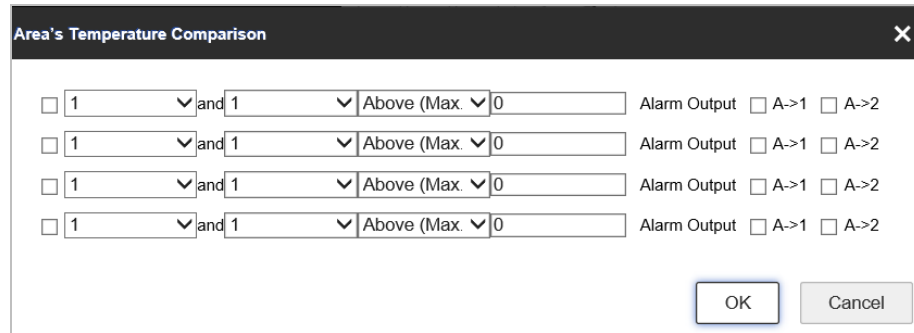 Area's Temperature Comparison
1 and 1 Above (Max. 0 Alarm Output A->1 A->2
1 and 1 Above (Max. 0 Alarm Output A->1 A->2
1 and 1 Above (Max. 0 Alarm Output A->1 A->2
1 and 1 Above (Max. 0 Alarm Output A->1 A->2
OK Cancel